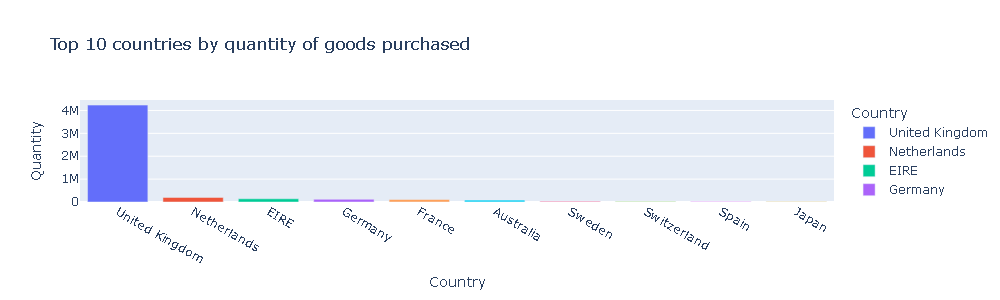 Top 10 countries by quantity of goods purchased
Quantity
4M
3M
2M
1M
0
United Kingdom
Netherlands
EIRE
Germany
France
Australia
Sweden
Switzerland
Spain
Japan
Country
Country
United Kingdom
Netherlands
EIRE
Germany